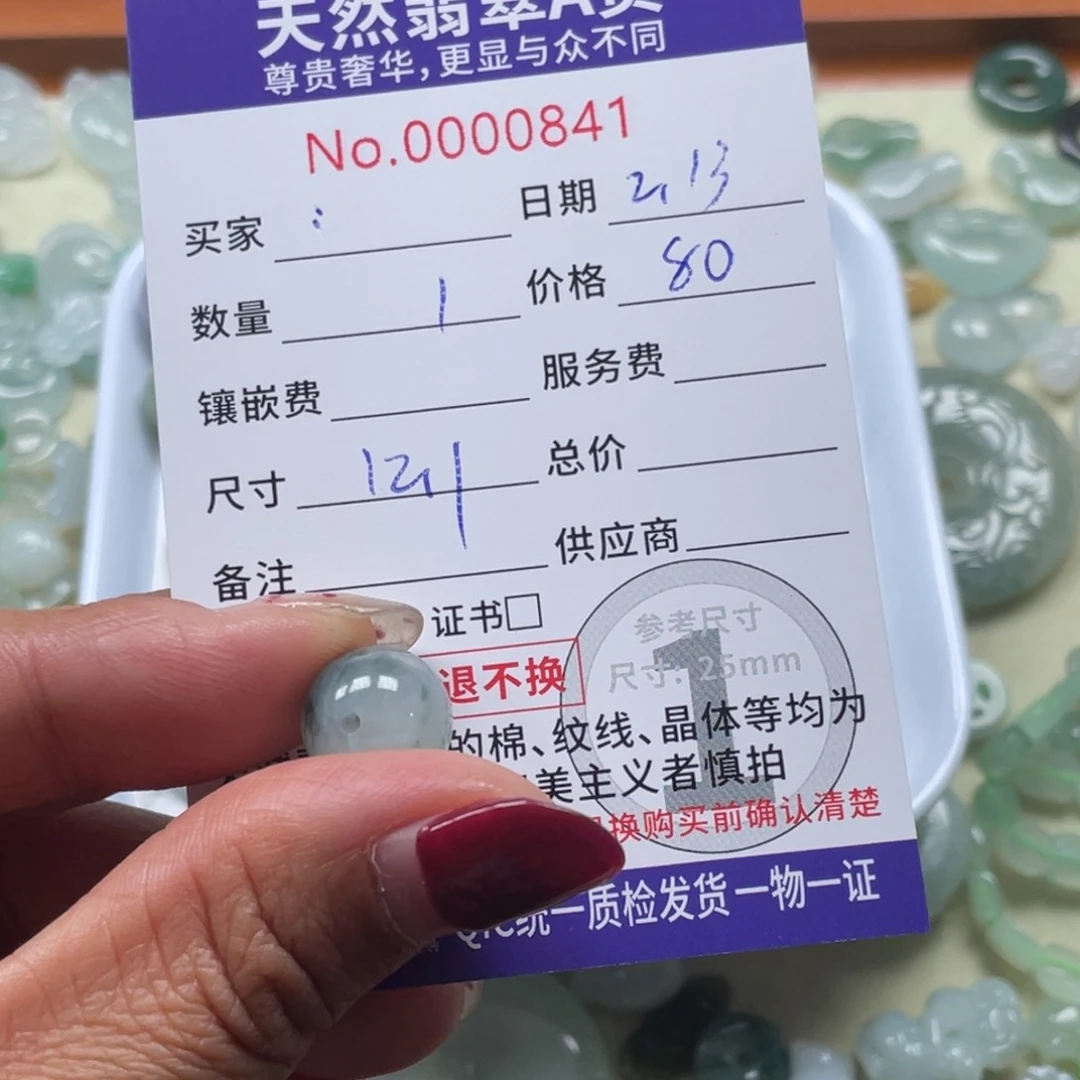 天然翡翠A货
尊贵奢华,更显与众不同
No.0000841
买家 : 日期 2.13
数量 1 价格 80
镶嵌费 服务费
尺寸 12.1 总价
备注 供应商
证书□ 参考尺寸
退不换 尺寸: 25mm
1
的棉、纹线、晶体等均为
美主义者慎拍
换购买前确认清楚
统一质检发货 一物一证